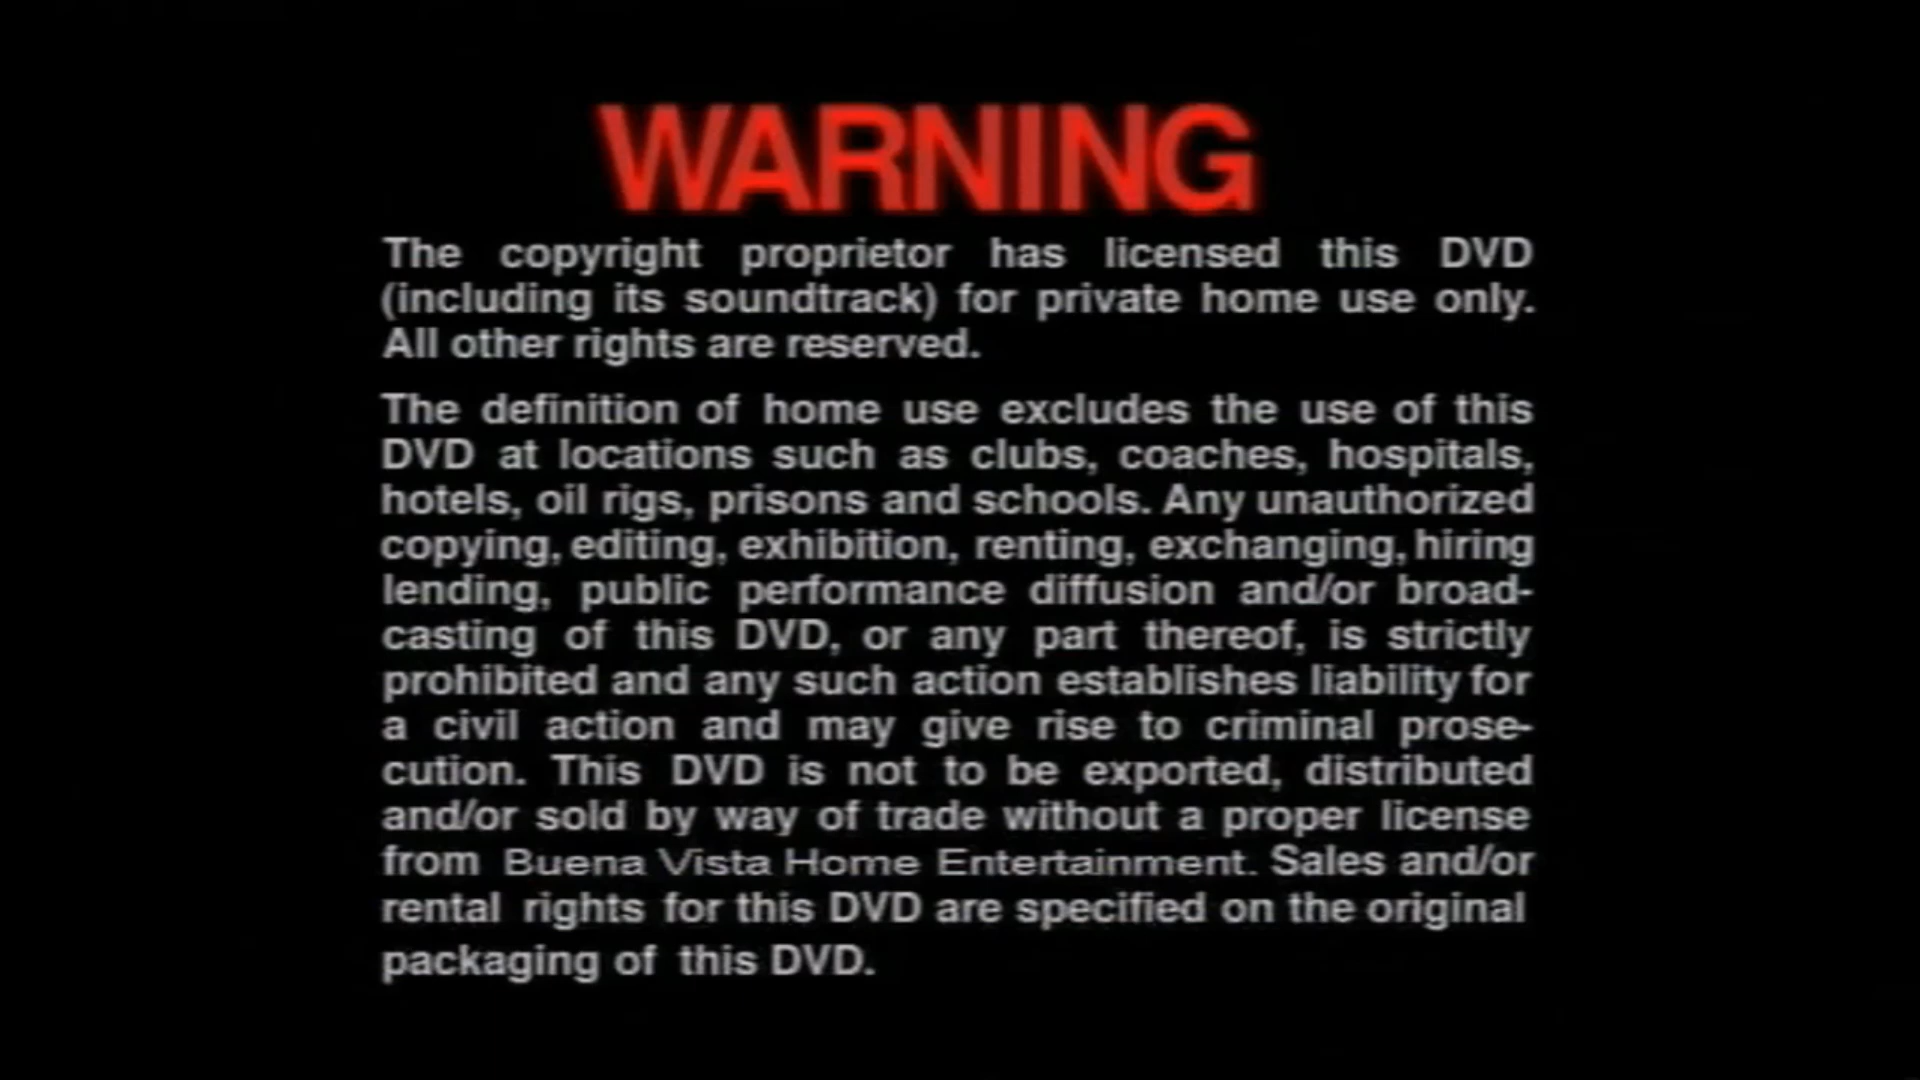 WARNING
The copyright proprietor has licensed this DVD
(including its soundtrack) for private home use only.
All other rights are reserved.
The definition of home use excludes the use of this
DVD at locations such as clubs, coaches, hospitals,
hotels, oil rigs, prisons and schools. Any unauthorized
copying, editing, exhibition, renting, exchanging, hiring
lending, public performance diffusion and/or broad-
casting of this DVD, or any part thereof, is strictly
prohibited and any such action establishes liability for
a civil action and may give rise to criminal prose-
cution. This DVD is not to be exported, distributed
and/or sold by way of trade without a proper license
from Buena Vista Home Entertainment. Sales and/or
rental rights for this DVD are specified on the original
packaging of this DVD.